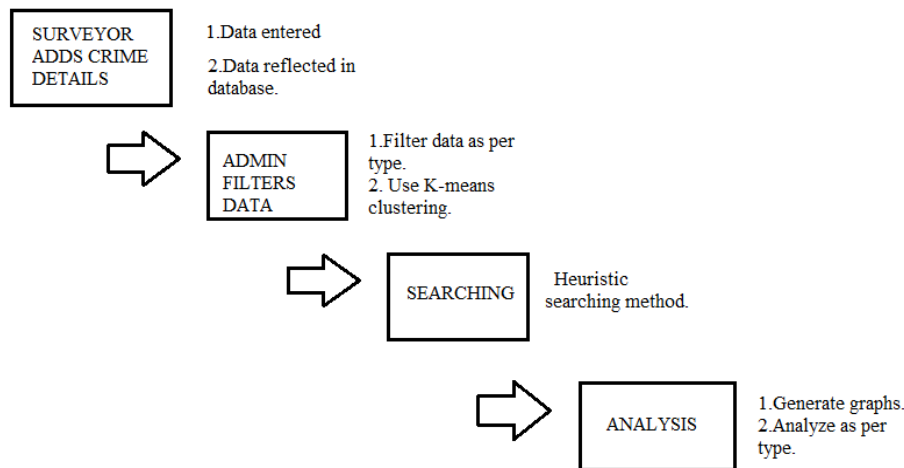 SURVEYOR
ADDS CRIME
DETAILS
1.Data entered
2.Data reflected in
database.
ADMIN
FILTERS
DATA
1.Filter data as per
type.
2. Use K-means
clustering.
SEARCHING
Heuristic
searching method.
ANALYSIS
1.Generate graphs.
2.Analyze as per
type.